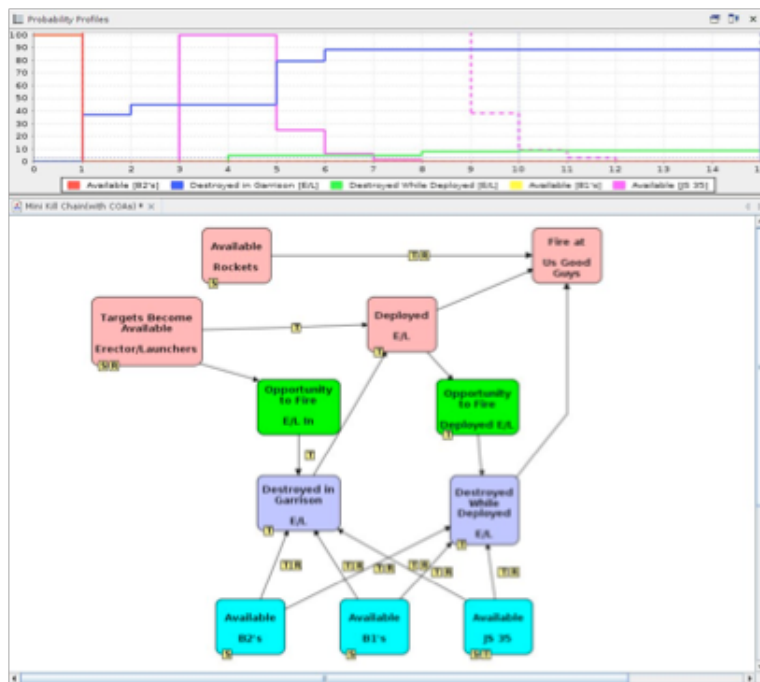 Probability Profiles
100
90
80
70
60
50
40
30
20
10
0
0 1 2 3 4 5 6 7 8 9 10 11 12 13 14 15
Available [B2's] Destroyed in Garrison [E/L] Destroyed While Deployed [E/L] Available [B1's] Available [JS 35]
Mini Kill Chain(with COAs) *
Available
Rockets
S
T R
Fire at
Us Good
Guys
Targets Become
Available
Erector/Launchers
S R
T
Deployed
E/L
T
Opportunity
to Fire
E/L In
Opportunity
to Fire
Deployed E/L
T
T
Destroyed in
Garrison
E/L
T
Destroyed
While
Deployed
E/L
T
T R
T R
T R
T R
T R
T R
Available
B2's
S
Available
B1's
S
Available
JS 35
S T